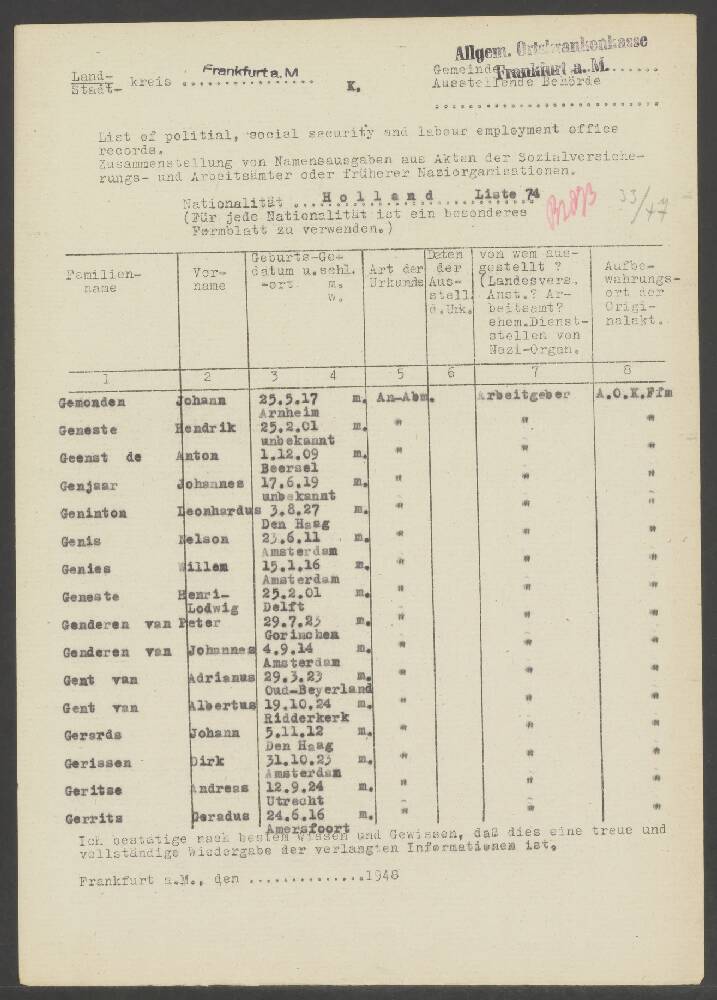 Allgem. Ortskrankenkasse
Land- kreis Frankfurt a. M Gemeinde Frankfurt a. M.
Stadt- K. Ausstellende Behörde
List of politial, social security and labour employment office
records.
Zusammenstellung von Namensausgaben aus Akten der Sozialversiche-
rungs- und Arbeitsämter oder früherer Naziorganisationen.
Nationalität ... Holland Liste 74
(Für jede Nationalität ist ein besonderes
Formblatt zu verwenden.)
33/47
Familien- name
Vor- name
Geburts-Ge- datum u.schl. -ort m. w.
Art der Urkunde
Daten der Aus- stell. d.Urk.
von wem aus- gestellt ? (Landesvers. Anst.? Ar- beitsamt? ehem.Dienst- stellen von Nazi-Organ.
Aufbe- wahrungs- ort der Origi- nalakt.
1 2 3 4 5 6 7 8
Gemonden Johann 25.5.17 m. An-Abm. Arbeitgeber A.O.K.Ffm
Arnheim
Geneste Hendrik 25.2.01 m. " " "
unbekannt
Geenst de Anton 1.12.09 m. " " "
Beersel
Genjaar Johannes 17.6.19 m. " " "
unbekannt
Geninton Leonhardus 3.8.27 m. " " "
Den Haag
Genis Nelson 23.6.11 m. " " "
Amsterdam
Genies Willem 15.1.16 m. " " "
Amsterdam
Geneste Henri- 25.2.01 m. " " "
Lodwig Delft
Genderen van Peter 29.7.23 m. " " "
Gorinchen
Genderen van Johannes 4.9.14 m. " " "
Amsterdam
Gent van Adrianus 29.3.23 m. " " "
Oud-Beyerland
Gent van Albertus 19.10.24 m. " " "
Ridderkerk
Gerards Johann 5.11.12 m. " " "
Den Haag
Gerissen Dirk 31.10.23 m. " " "
Amsterdam
Geritse Andreas 12.9.24 m. " " "
Utrecht
Gerrits Geradus 24.6.16 m. " " "
Amersfoort
Ich bestätige nach bestem Wissen und Gewissen, daß dies eine treue und
vollständige Wiedergabe der verlangten Informationen ist.
Frankfurt a.M., den ...............1948